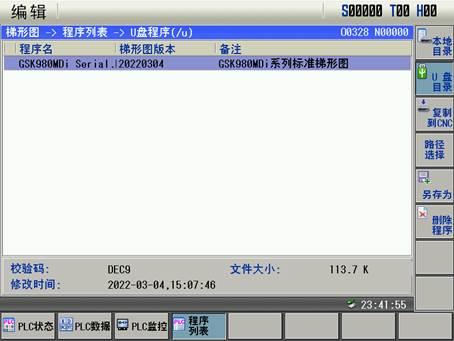 编辑
S00000 T00 H00
梯形图 -> 程序列表 -> U盘程序(/u)
O0328 N00000
程序名 梯形图版本 备注
GSK980MDi Serial. 20220304 GSK980MDi系列标准梯形图
本地目录
U 盘目录
复制到CNC
路径选择
另存为
删除程序
校验码: DEC9 文件大小: 113.7 K
修改时间: 2022-03-04,15:07:46
23:41:55
PLC状态 PLC数据 PLC监控 程序列表